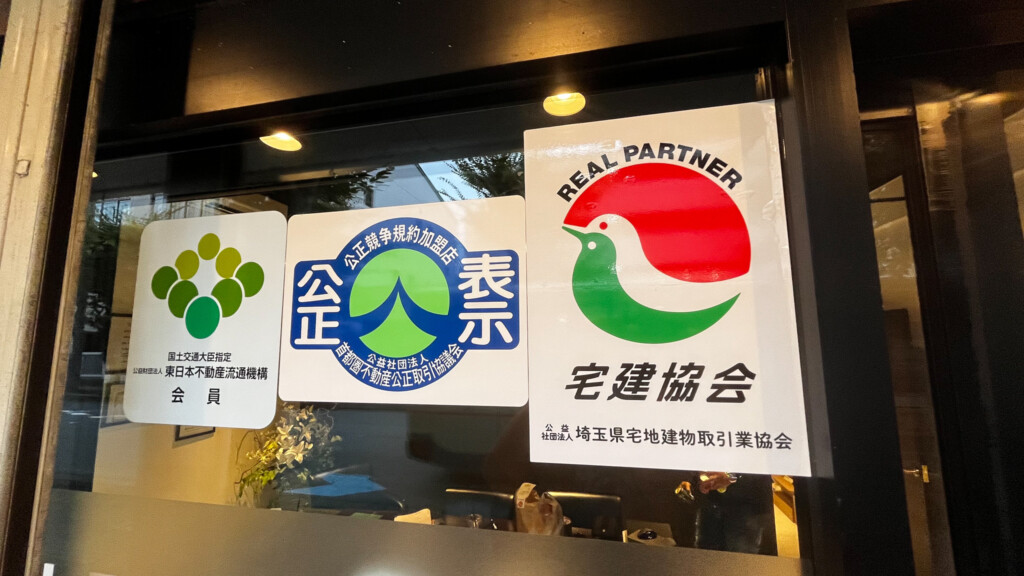 国土交通大臣指定
公益財団法人 東日本不動産流通機構
会員
公正競争規約加盟店
公正
表示
公益社団法人
首都圏不動産公正取引協議会
REAL PARTNER
宅建協会
公益社団法人 埼玉県宅地建物取引業協会